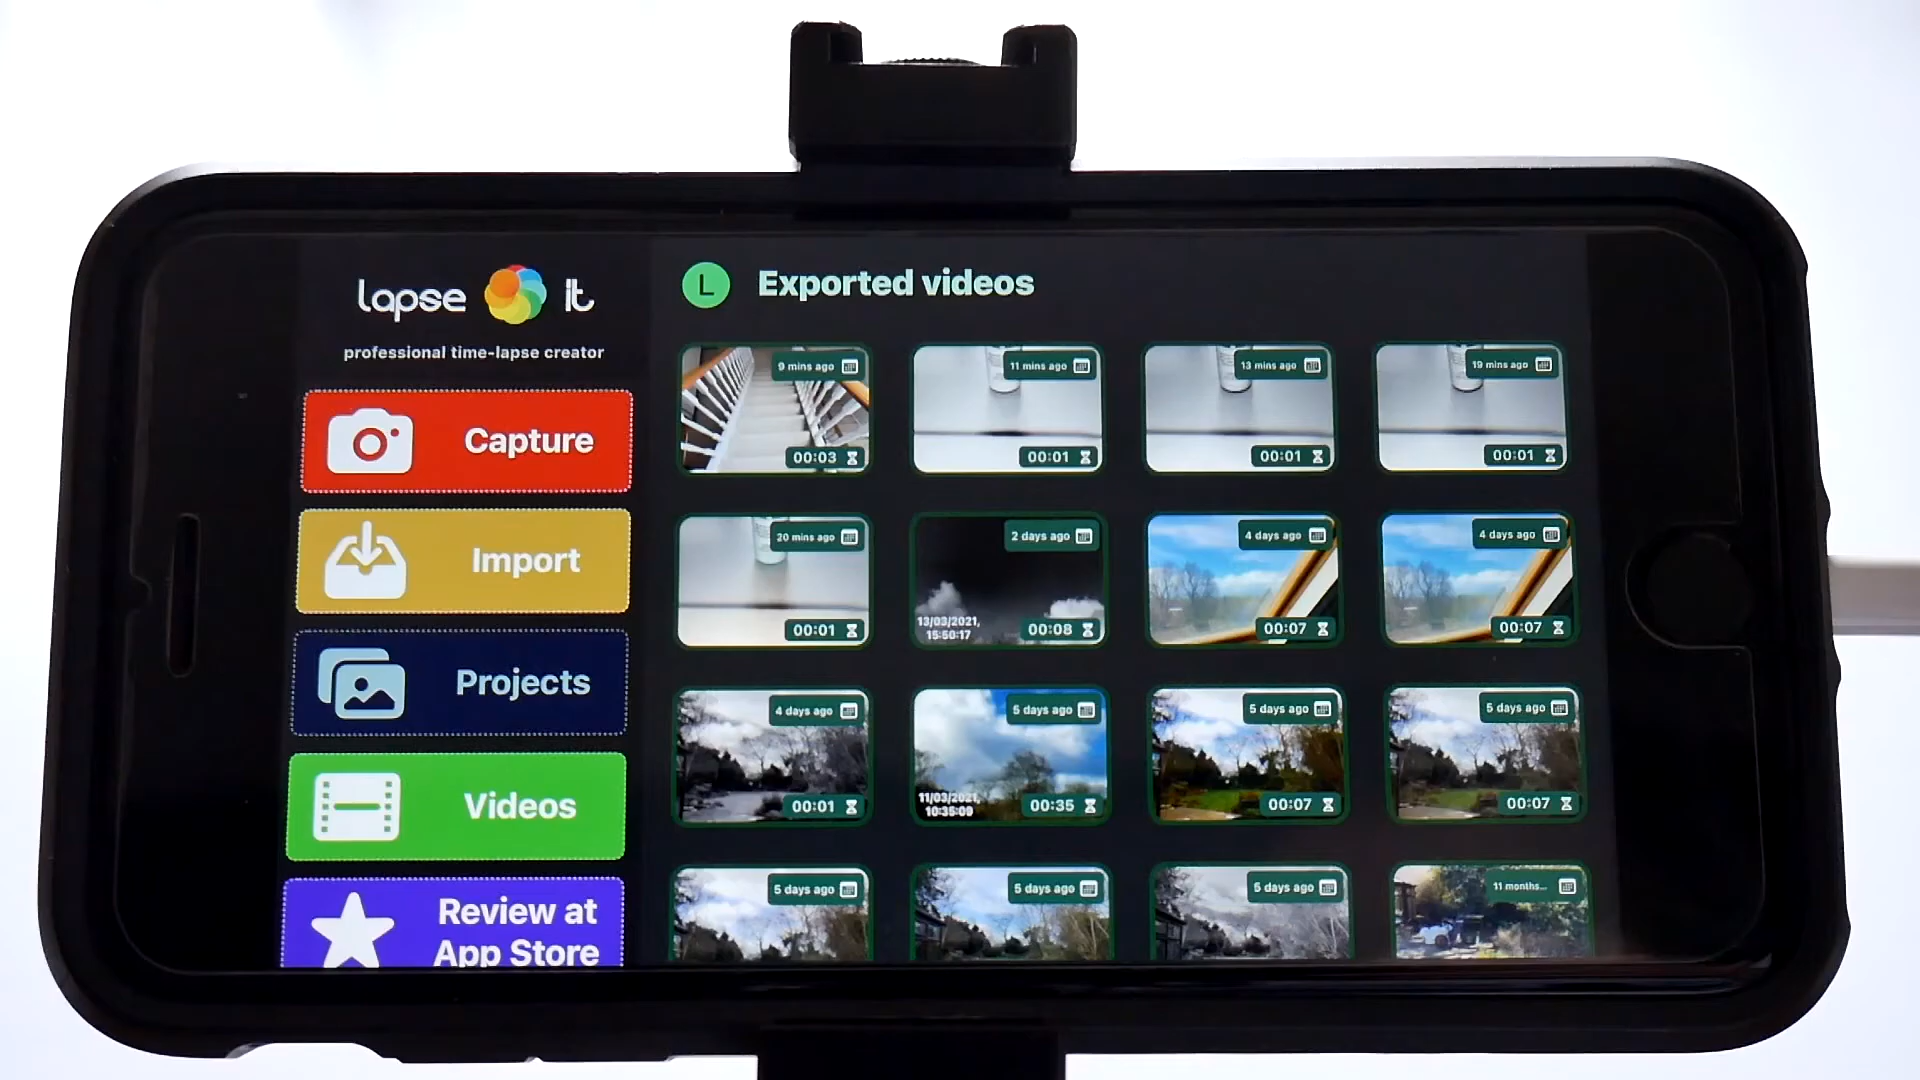 lapse it
professional time-lapse creator
Capture
Import
Projects
Videos
Review at
App Store
L Exported videos
9 mins ago
00:03
11 mins ago
00:01
13 mins ago
00:01
19 mins ago
00:01
20 mins ago
00:01
2 days ago
13/03/2021,
15:50:17
00:08
4 days ago
00:07
4 days ago
00:07
4 days ago
00:01
5 days ago
11/03/2021,
10:35:09
00:35
5 days ago
00:07
5 days ago
00:07
5 days ago
5 days ago
5 days ago
11 months...